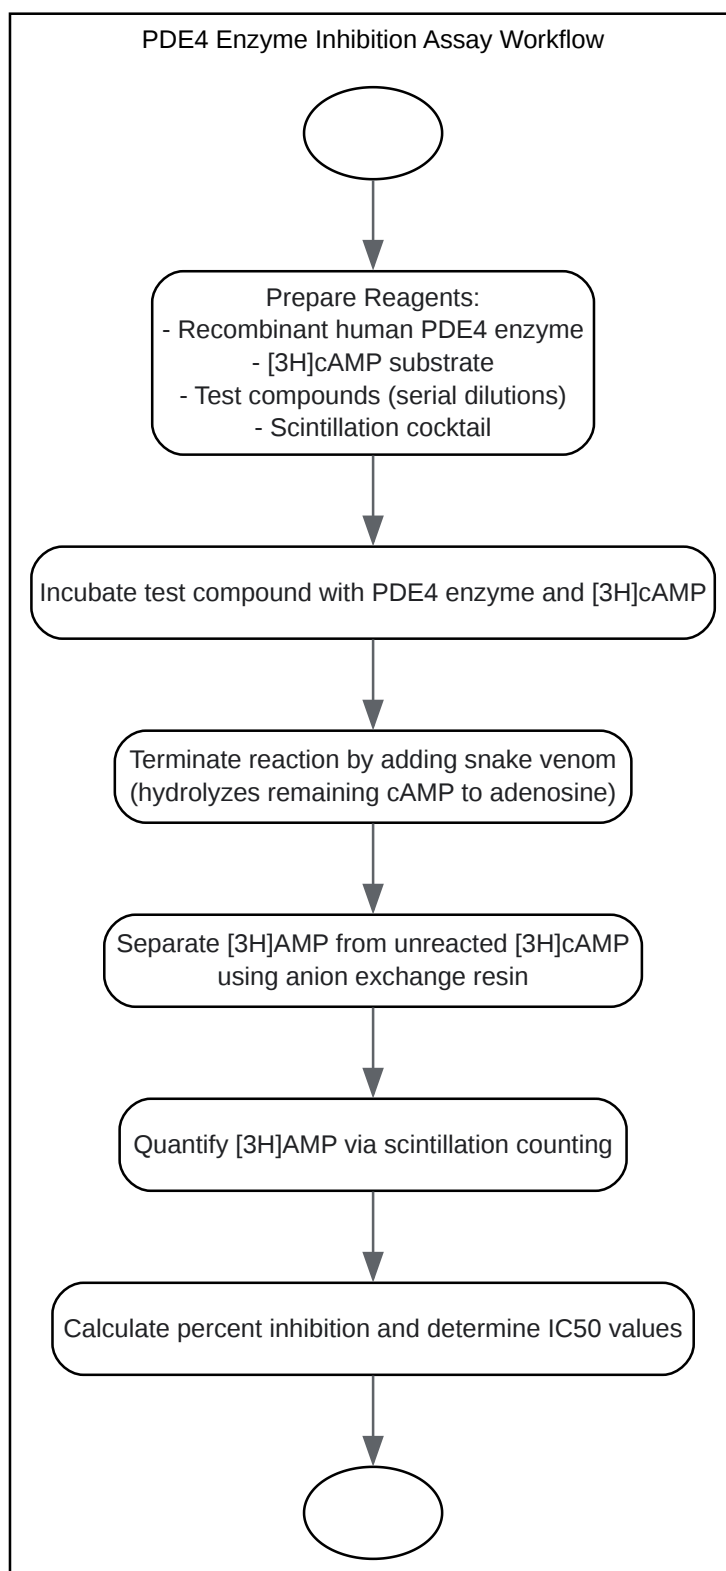 PDE4 Enzyme Inhibition Assay Workflow
Prepare Reagents:
- Recombinant human PDE4 enzyme
- [3H]cAMP substrate
- Test compounds (serial dilutions)
- Scintillation cocktail
Incubate test compound with PDE4 enzyme and [3H]cAMP
Terminate reaction by adding snake venom
(hydrolyzes remaining cAMP to adenosine)
Separate [3H]AMP from unreacted [3H]cAMP
using anion exchange resin
Quantify [3H]AMP via scintillation counting
Calculate percent inhibition and determine IC50 values